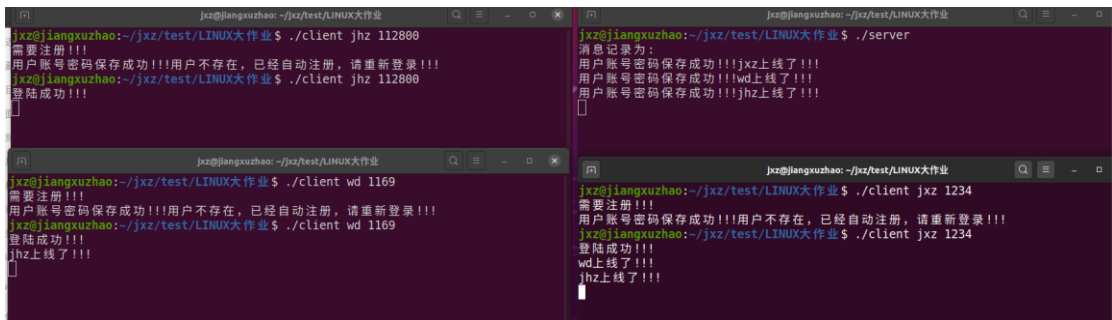 jxz@jiangxuzhao: ~/jxz/test/LINUX大作业
jxz@jiangxuzhao:~/jxz/test/LINUX大作业$ ./client jhz 112800
需要注册!!!
用户账号密码保存成功!!!用户不存在，已经自动注册，请重新登录!!!
jxz@jiangxuzhao:~/jxz/test/LINUX大作业$ ./client jhz 112800
登陆成功!!!
jxz@jiangxuzhao: ~/jxz/test/LINUX大作业
jxz@jiangxuzhao:~/jxz/test/LINUX大作业$ ./server
消息记录为:
用户账号密码保存成功!!!jxz上线了!!!
用户账号密码保存成功!!!wd上线了!!!
用户账号密码保存成功!!!jhz上线了!!!
jxz@jiangxuzhao: ~/jxz/test/LINUX大作业
jxz@jiangxuzhao:~/jxz/test/LINUX大作业$ ./client wd 1169
需要注册!!!
用户账号密码保存成功!!!用户不存在，已经自动注册，请重新登录!!!
jxz@jiangxuzhao:~/jxz/test/LINUX大作业$ ./client wd 1169
登陆成功!!!
jhz上线了!!!
jxz@jiangxuzhao: ~/jxz/test/LINUX大作业
jxz@jiangxuzhao:~/jxz/test/LINUX大作业$ ./client jxz 1234
需要注册!!!
用户账号密码保存成功!!!用户不存在，已经自动注册，请重新登录!!!
jxz@jiangxuzhao:~/jxz/test/LINUX大作业$ ./client jxz 1234
登陆成功!!!
wd上线了!!!
jhz上线了!!!